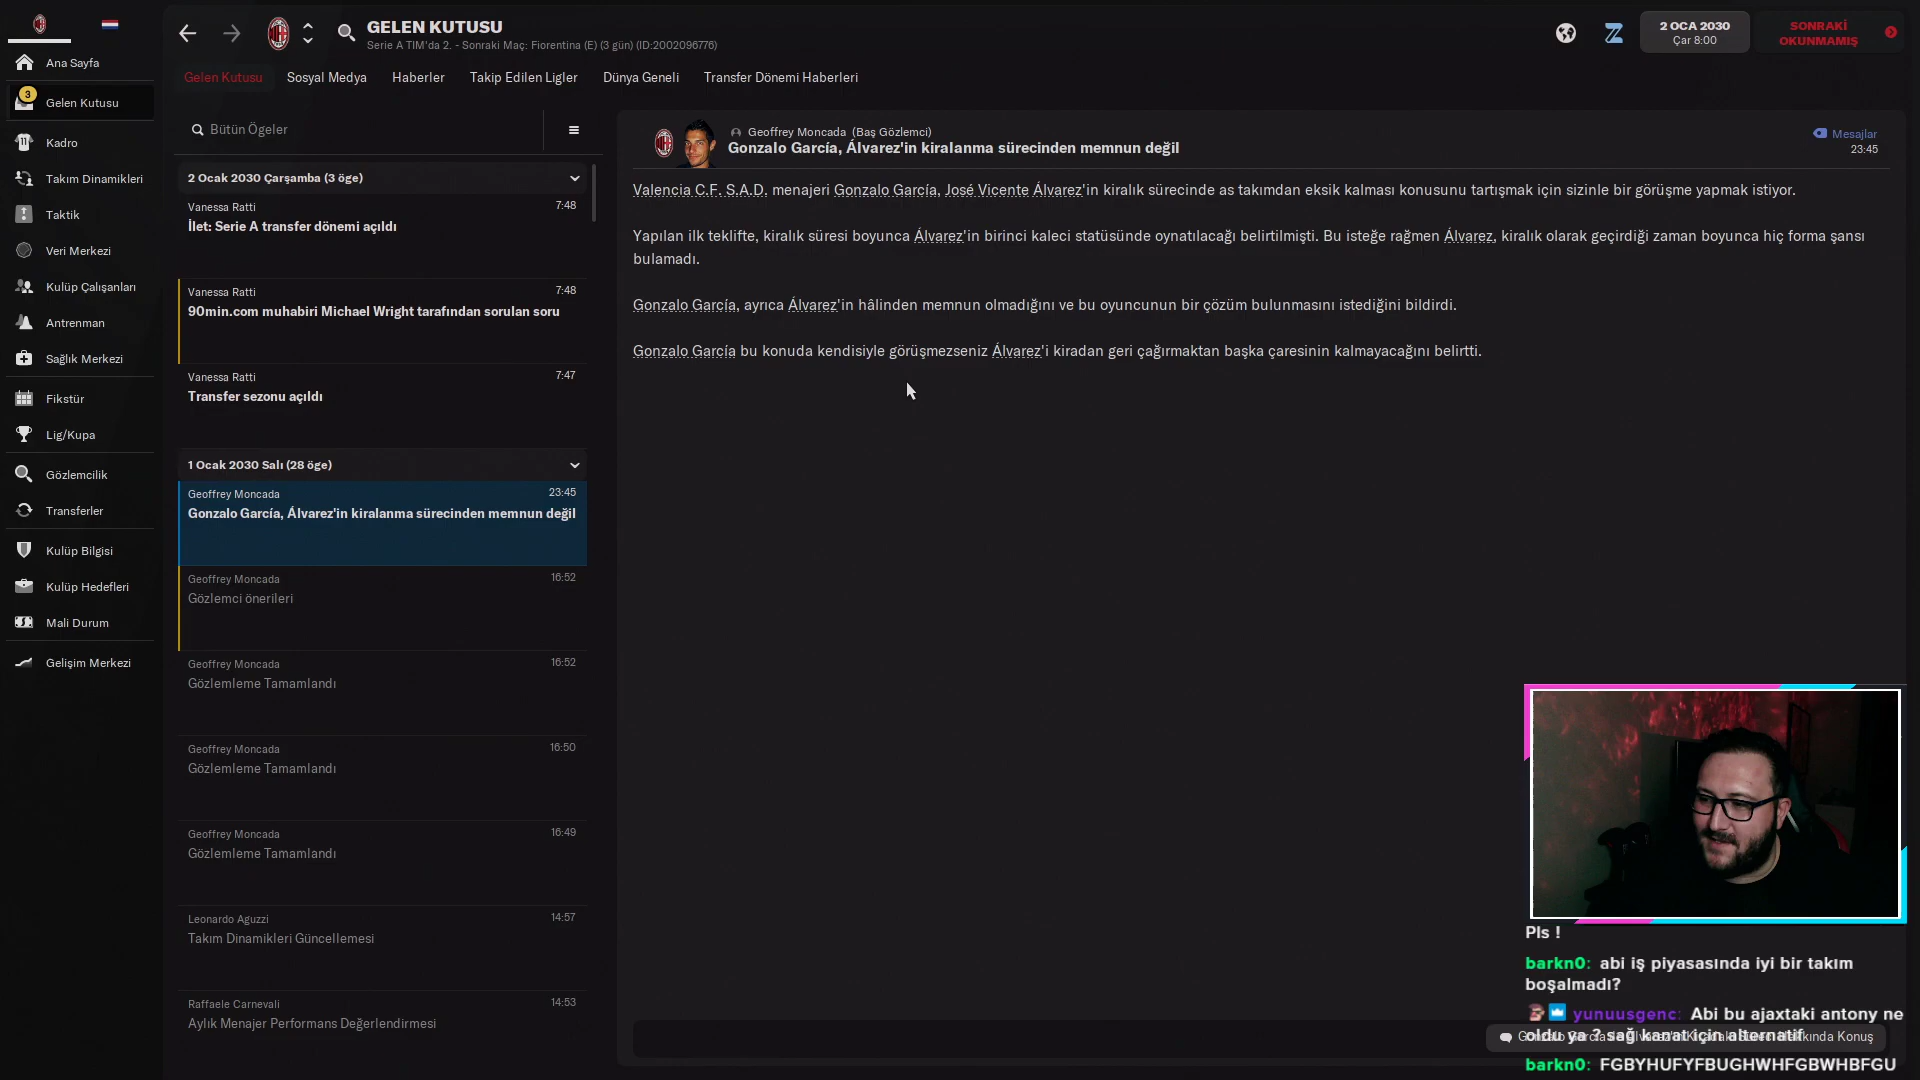 GELEN KUTUSU
Serie A TIM'da 2. - Sonraki Maç: Fiorentina (E) (3 gün) (ID:2002096776)
2 OCA 2030
Çar 8:00
SONRAKİ
OKUNMAMIŞ
Ana Sayfa
3
Gelen Kutusu
Kadro
Takım Dinamikleri
Taktik
Veri Merkezi
Kulüp Çalışanları
Antrenman
Sağlık Merkezi
Fikstür
Lig/Kupa
Gözlemcilik
Transferler
Kulüp Bilgisi
Kulüp Hedefleri
Mali Durum
Gelişim Merkezi
Gelen Kutusu
Sosyal Medya
Haberler
Takip Edilen Ligler
Dünya Geneli
Transfer Dönemi Haberleri
Bütün Ögeler
2 Ocak 2030 Çarşamba (3 öge)
Vanessa Ratti
7:48
İlet: Serie A transfer dönemi açıldı
Vanessa Ratti
7:48
90min.com muhabiri Michael Wright tarafından sorulan soru
Vanessa Ratti
7:47
Transfer sezonu açıldı
1 Ocak 2030 Salı (28 öge)
Geoffrey Moncada
23:45
Gonzalo García, Álvarez'in kiralanma sürecinden memnun değil
Geoffrey Moncada
16:52
Gözlemci önerileri
Geoffrey Moncada
16:52
Gözlemleme Tamamlandı
Geoffrey Moncada
16:50
Gözlemleme Tamamlandı
Geoffrey Moncada
16:49
Gözlemleme Tamamlandı
Leonardo Aguzzi
14:57
Takım Dinamikleri Güncellemesi
Raffaele Carnevali
14:53
Aylık Menajer Performans Değerlendirmesi
Geoffrey Moncada (Baş Gözlemci)
Gonzalo García, Álvarez'in kiralanma sürecinden memnun değil
Mesajlar
23:45
Valencia C.F. S.A.D. menajeri Gonzalo García, José Vicente Álvarez'in kiralık sürecinde as takımdan eksik kalması konusunu tartışmak için sizinle bir görüşme yapmak istiyor.
Yapılan ilk teklifte, kiralık süresi boyunca Álvarez'in birinci kaleci statüsünde oynatılacağı belirtilmişti. Bu isteğe rağmen Álvarez, kiralık olarak geçirdiği zaman boyunca hiç forma şansı
bulamadı.
Gonzalo García, ayrıca Álvarez'in hâlinden memnun olmadığını ve bu oyuncunun bir çözüm bulunmasını istediğini bildirdi.
Gonzalo García bu konuda kendisiyle görüşmezseniz Álvarez'i kiradan geri çağırmaktan başka çaresinin kalmayacağını belirtti.
Pls !
barkn0: abi iş piyasasında iyi bir takım
boşalmadı?
yunuusgenc: Abi bu ajaxtaki antony ne
oldu ya ? sağ kanat için alternatif
Hakkında Konuş
barkn0: FGBYHUFYFBUGHWHFGBWHBFGU